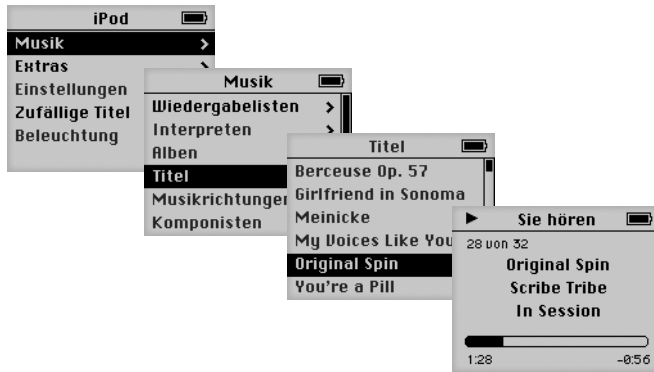 iPod
Musik >
Extras >
Einstellungen
Zufällige Titel
Beleuchtung
Musik
Wiedergabelisten >
Interpreten >
Alben
Titel
Musikrichtungen
Komponisten
Titel
Berceuse Op. 57
Girlfriend in Sonoma
Meinicke
My Voices Like You
Original Spin
You're a Pill
Sie hören
28 von 32
Original Spin
Scribe Tribe
In Session
1:28 -0:56